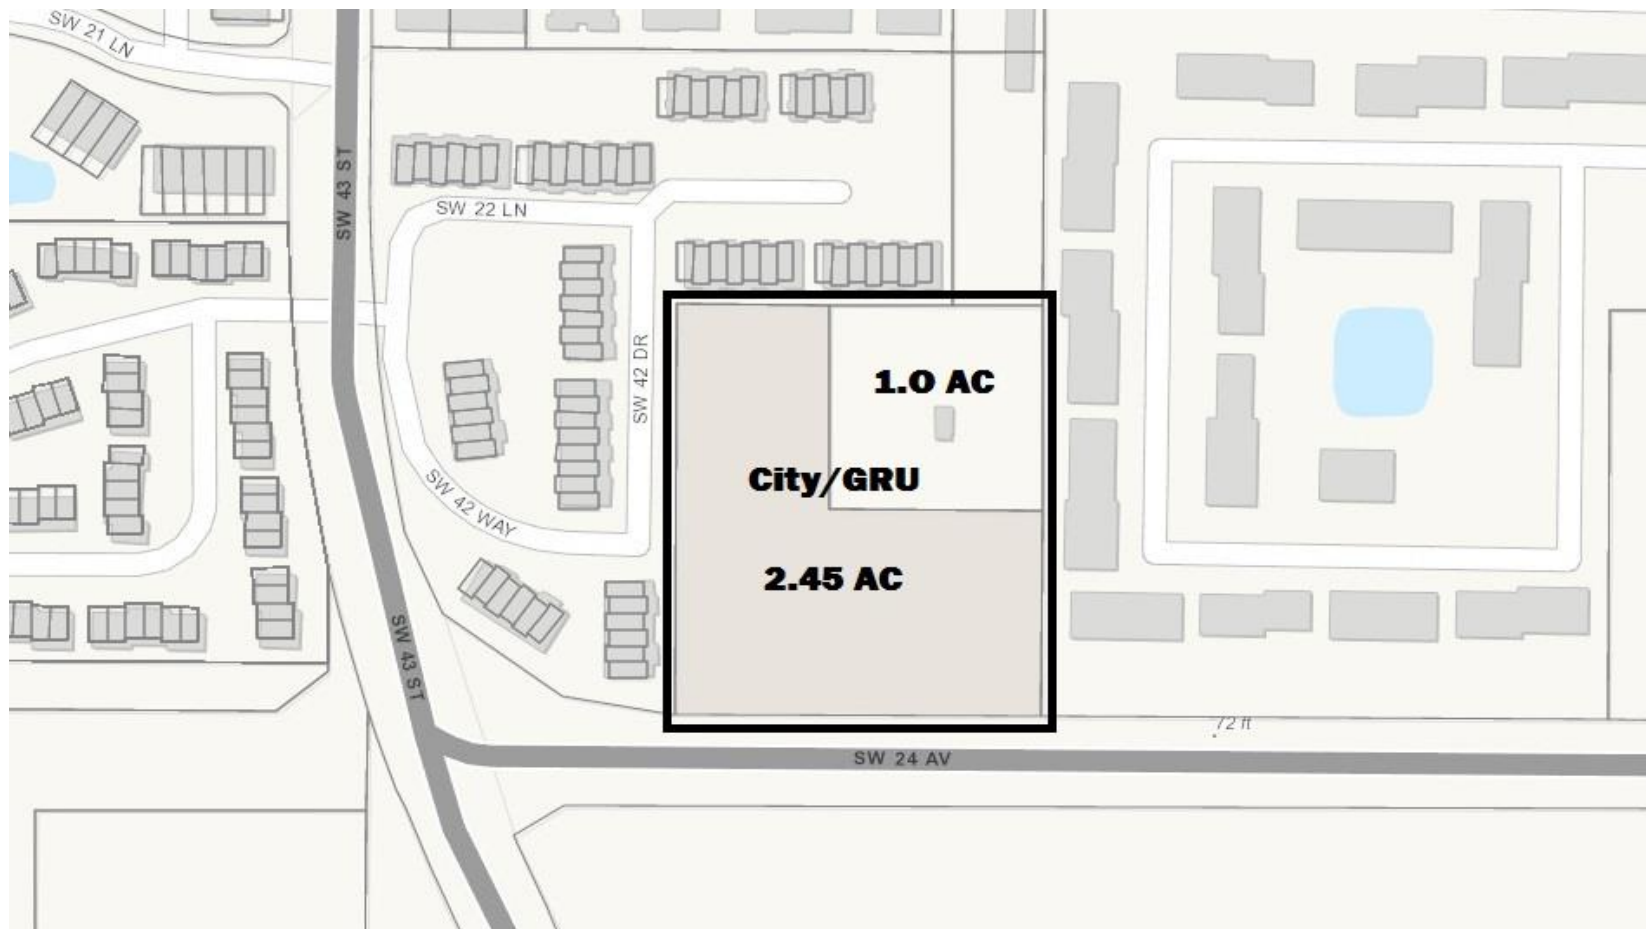 SW 21 LN
SW 43 ST
SW 22 LN
SW 42 DR
1.0 AC
City/GRU
SW 42 WAY
2.45 AC
SW 43 ST
72 ft
SW 24 AV